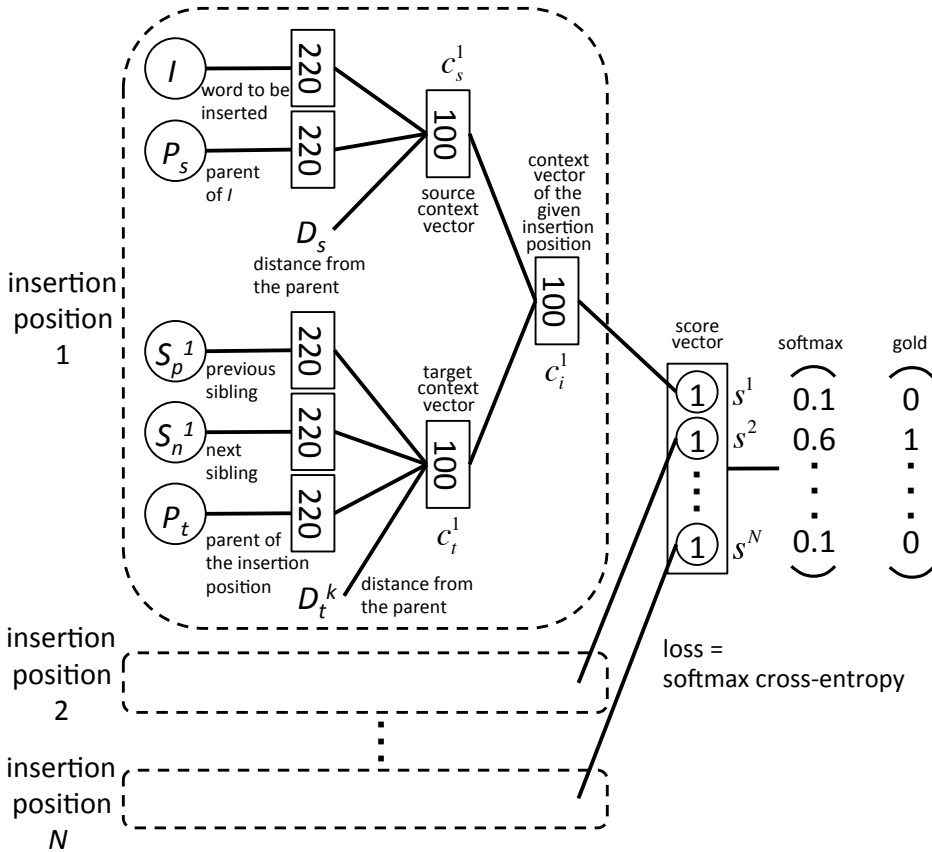 insertion
position
1
I
220
word to be
inserted
P_s
220
parent
of I
D_s
distance from
the parent
c_s^1
100
source
context
vector
S_p^1
220
previous
sibling
S_n^1
220
next
sibling
P_t
220
parent of
the insertion
position
D_t^k
distance from
the parent
target
context
vector
100
c_t^1
context
vector
of the
given
insertion
position
100
c_i^1
score
vector
1
s^1
1
s^2
1
s^N
softmax
0.1
0.6
0.1
gold
0
1
0
loss =
softmax cross-entropy
insertion
position
2
insertion
position
N